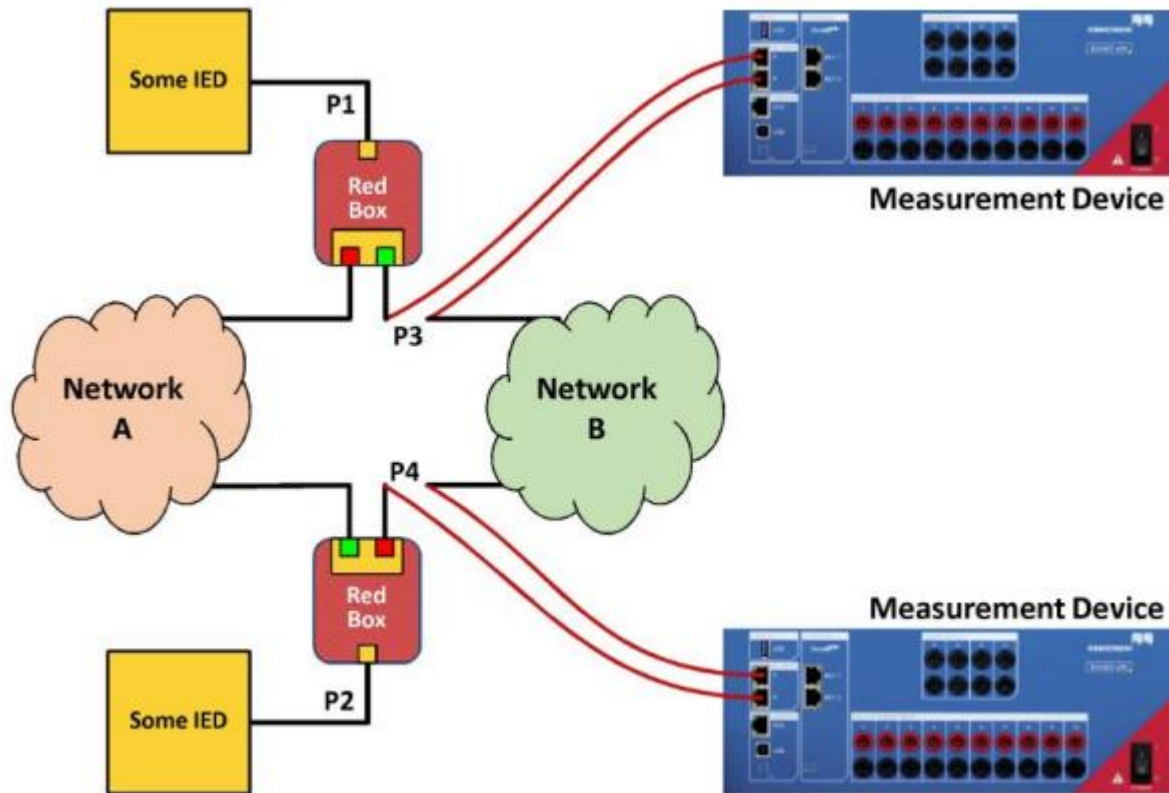 Some IED
P1
Red
Box
Measurement Device
P3
Network
A
Network
B
P4
Red
Box
Measurement Device
P2
Some IED